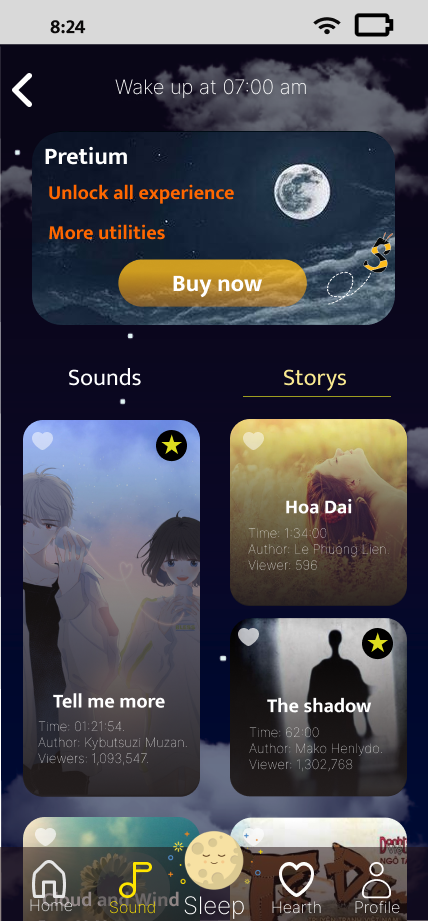 8:24
Wake up at 07:00 am
Pretium
Unlock all experience
More utilities
Buy now
Sounds
Storys
Hoa Dai
Time: 1:34:00
Author: Le Phuong Lien.
Viewer: 596
Tell me more
Time: 01:21:54.
Author: Kybutsuzi Muzan.
Viewers: 1,093,547.
The shadow
Time: 62:00
Author: Mako Henlydo.
Viewer: 1,302,768
Cloud and Wind
Home
Sound
Sleep
Hearth
Profile